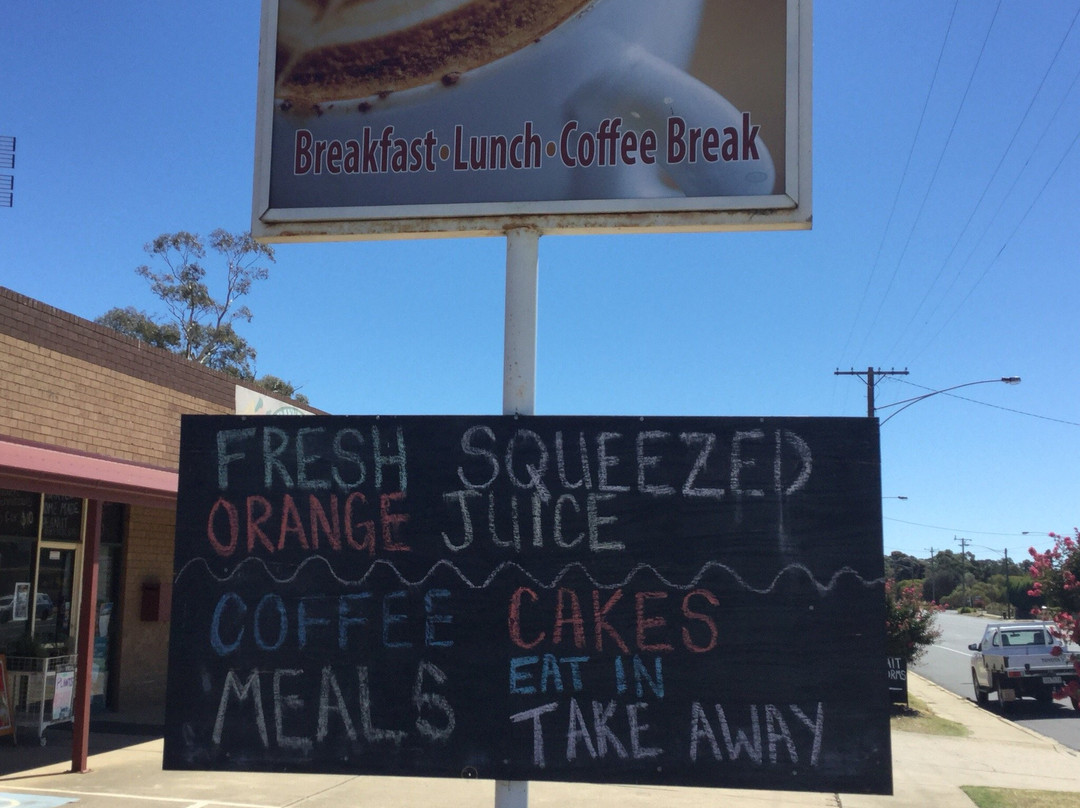 Breakfast • Lunch • Coffee Break
FRESH SQUEEZED
ORANGE JUICE
COFFEE CAKES
MEALS EAT IN
TAKE AWAY